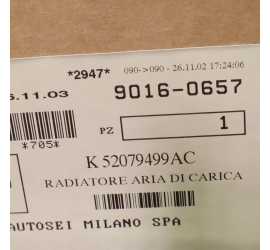 *2947* 090->090 - 26.11.02 17:24:06
.11.03 9016-0657
PZ 1
*705*
K 52079499AC
RADIATORE ARIA DI CARICA
AUTOSEI MILANO SPA